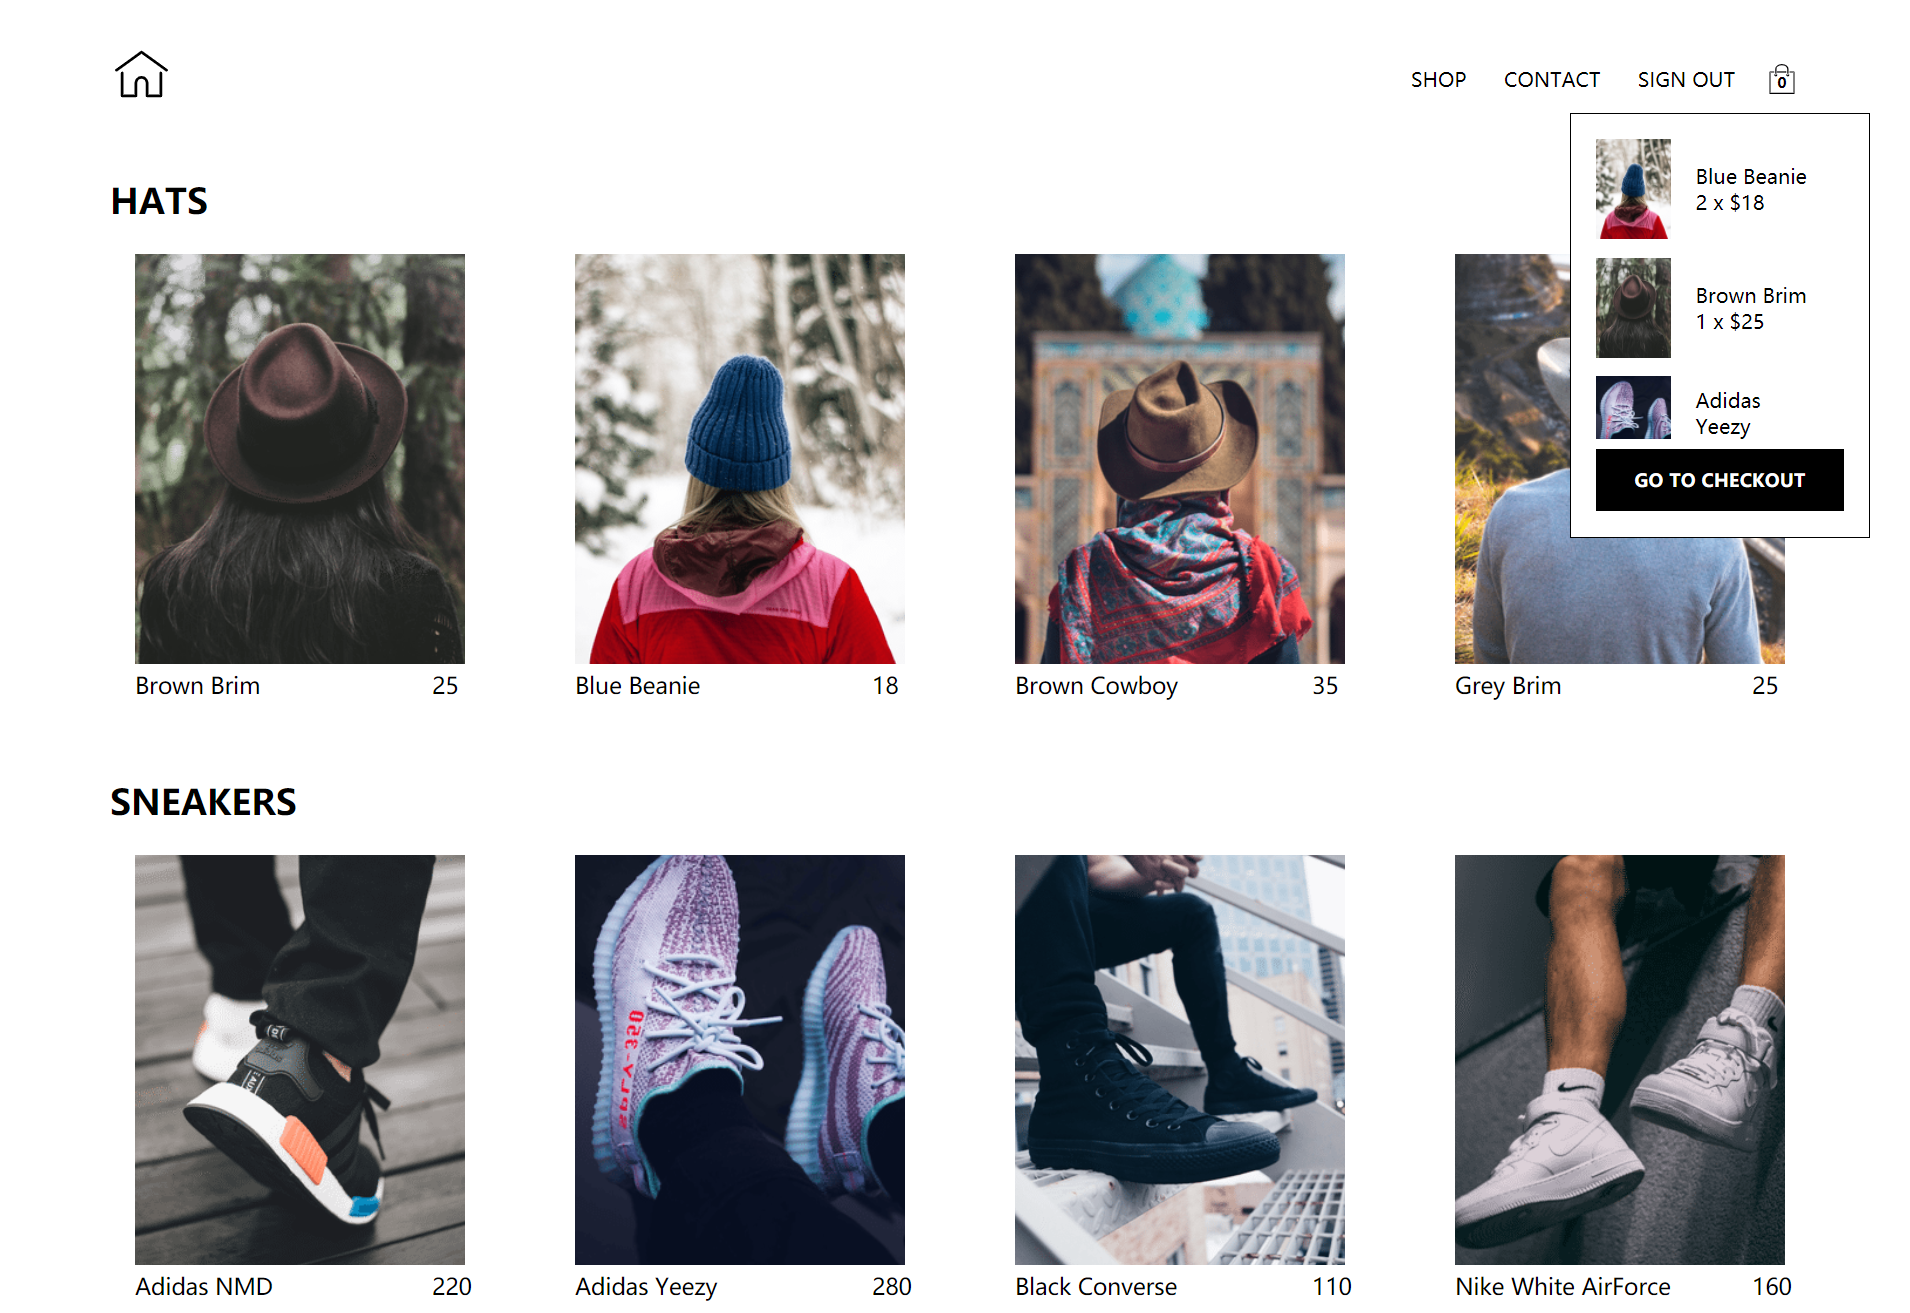 SHOP CONTACT SIGN OUT 0
HATS
Blue Beanie
2 x $18
Brown Brim
1 x $25
Adidas
Yeezy
GO TO CHECKOUT
Brown Brim 25
Blue Beanie 18
Brown Cowboy 35
Grey Brim 25
SNEAKERS
SPLY-350
Adidas NMD 220
Adidas Yeezy 280
Black Converse 110
Nike White AirForce 160